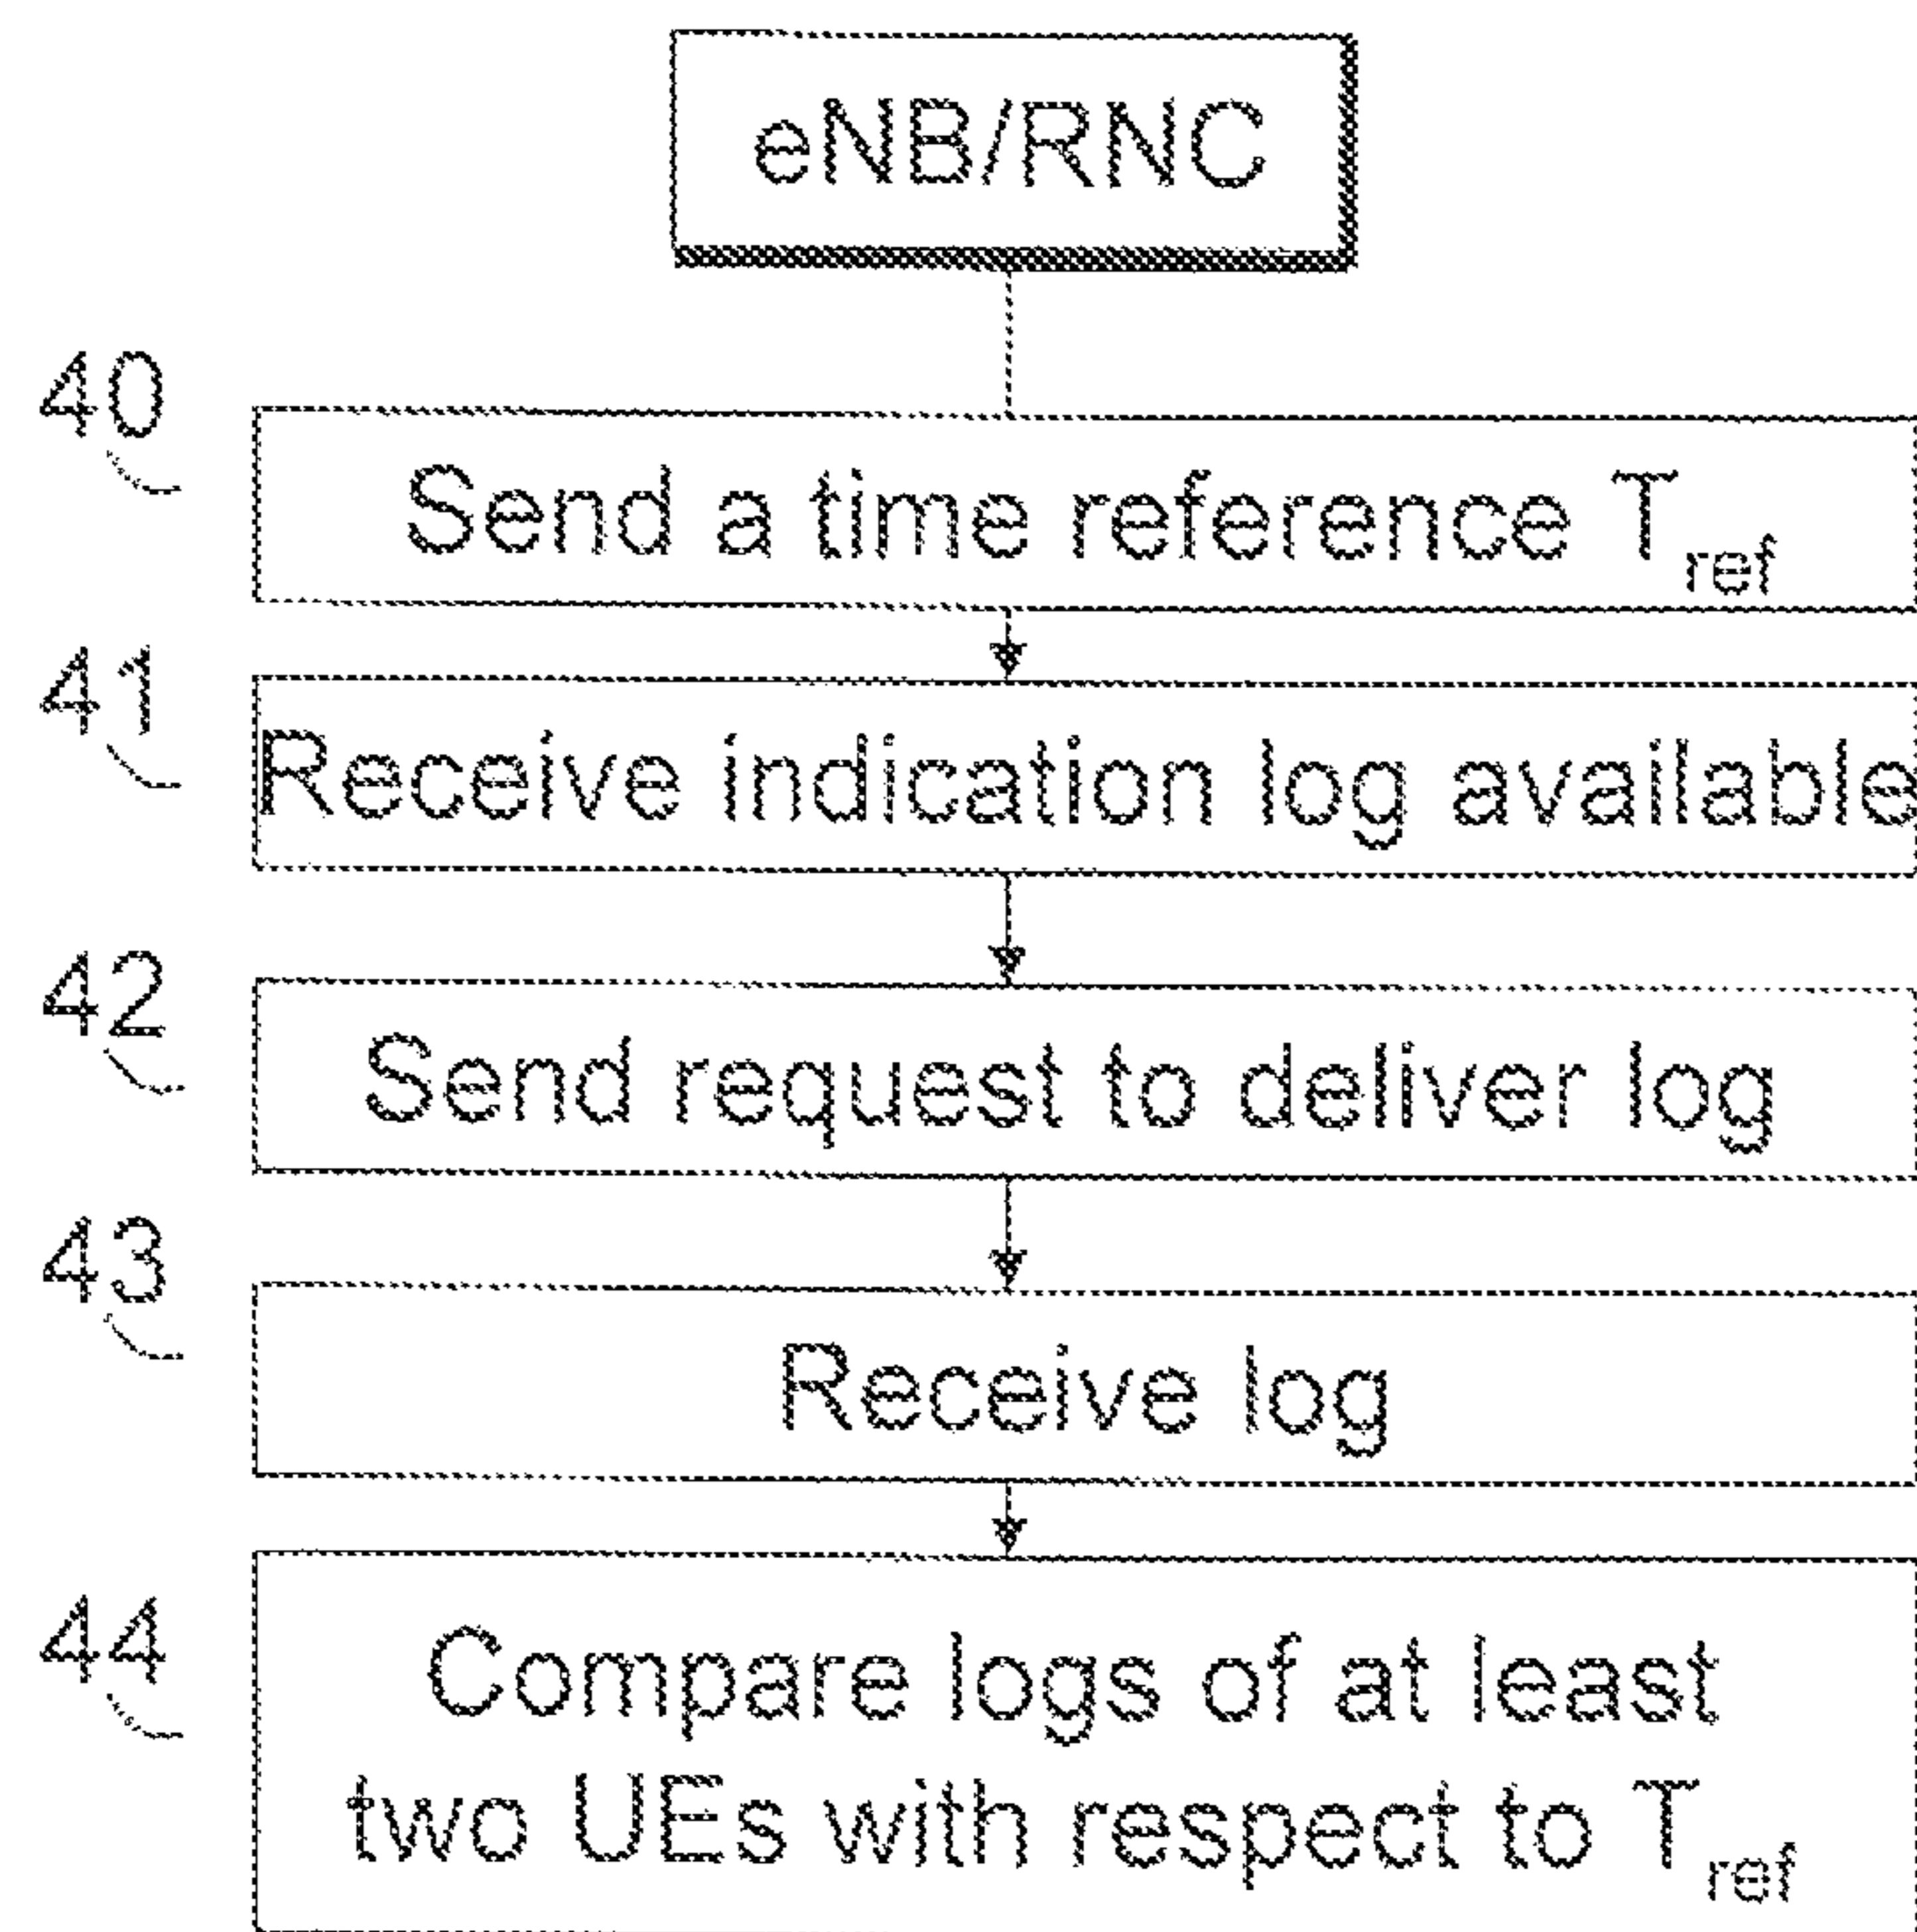 eNB/RNC
40
Send a time reference T_ref
41
Receive indication log available
42
Send request to deliver log
43
Receive log
44
Compare logs of at least
two UEs with respect to T_ref